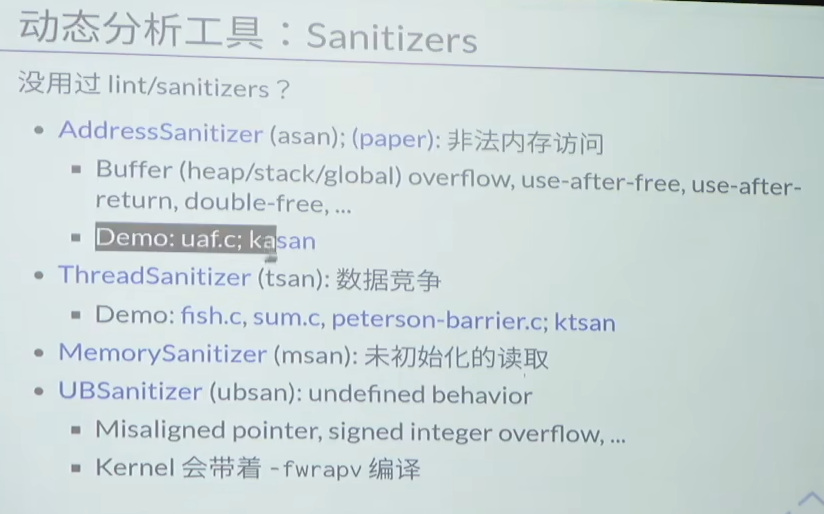 动态分析工具：Sanitizers
没用过 lint/sanitizers？
• AddressSanitizer (asan); (paper): 非法内存访问
▪ Buffer (heap/stack/global) overflow, use-after-free, use-after-
return, double-free, ...
▪ Demo: uaf.c; kasan
• ThreadSanitizer (tsan): 数据竞争
▪ Demo: fish.c, sum.c, peterson-barrier.c; ktsan
• MemorySanitizer (msan): 未初始化的读取
• UBSanitizer (ubsan): undefined behavior
▪ Misaligned pointer, signed integer overflow, ...
▪ Kernel 会带着 -fwrapv 编译